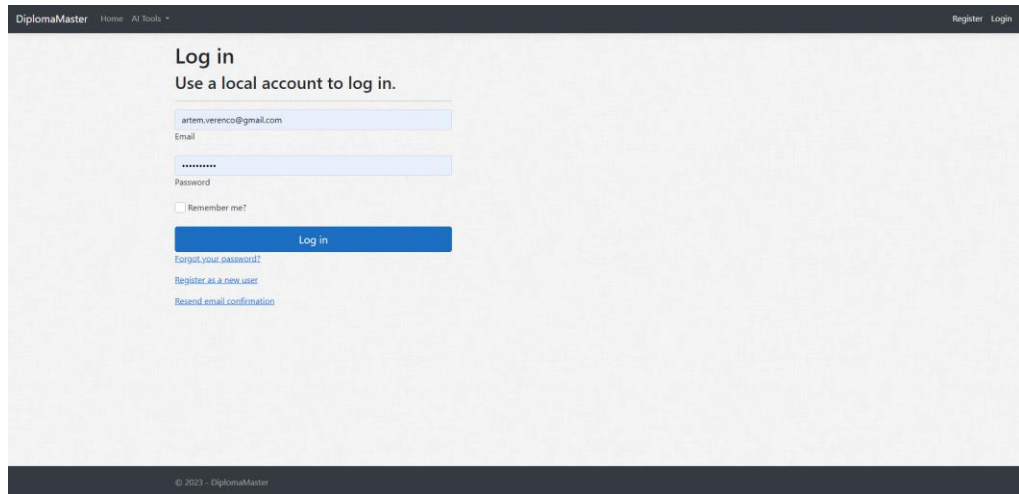 DiplomaMaster Home AI Tools Register Login
Log in
Use a local account to log in.
artem.verenco@gmail.com
Email
••••••••••
Password
Remember me?
Log in
Forgot your password?
Register as a new user
Resend email confirmation
© 2023 - DiplomaMaster